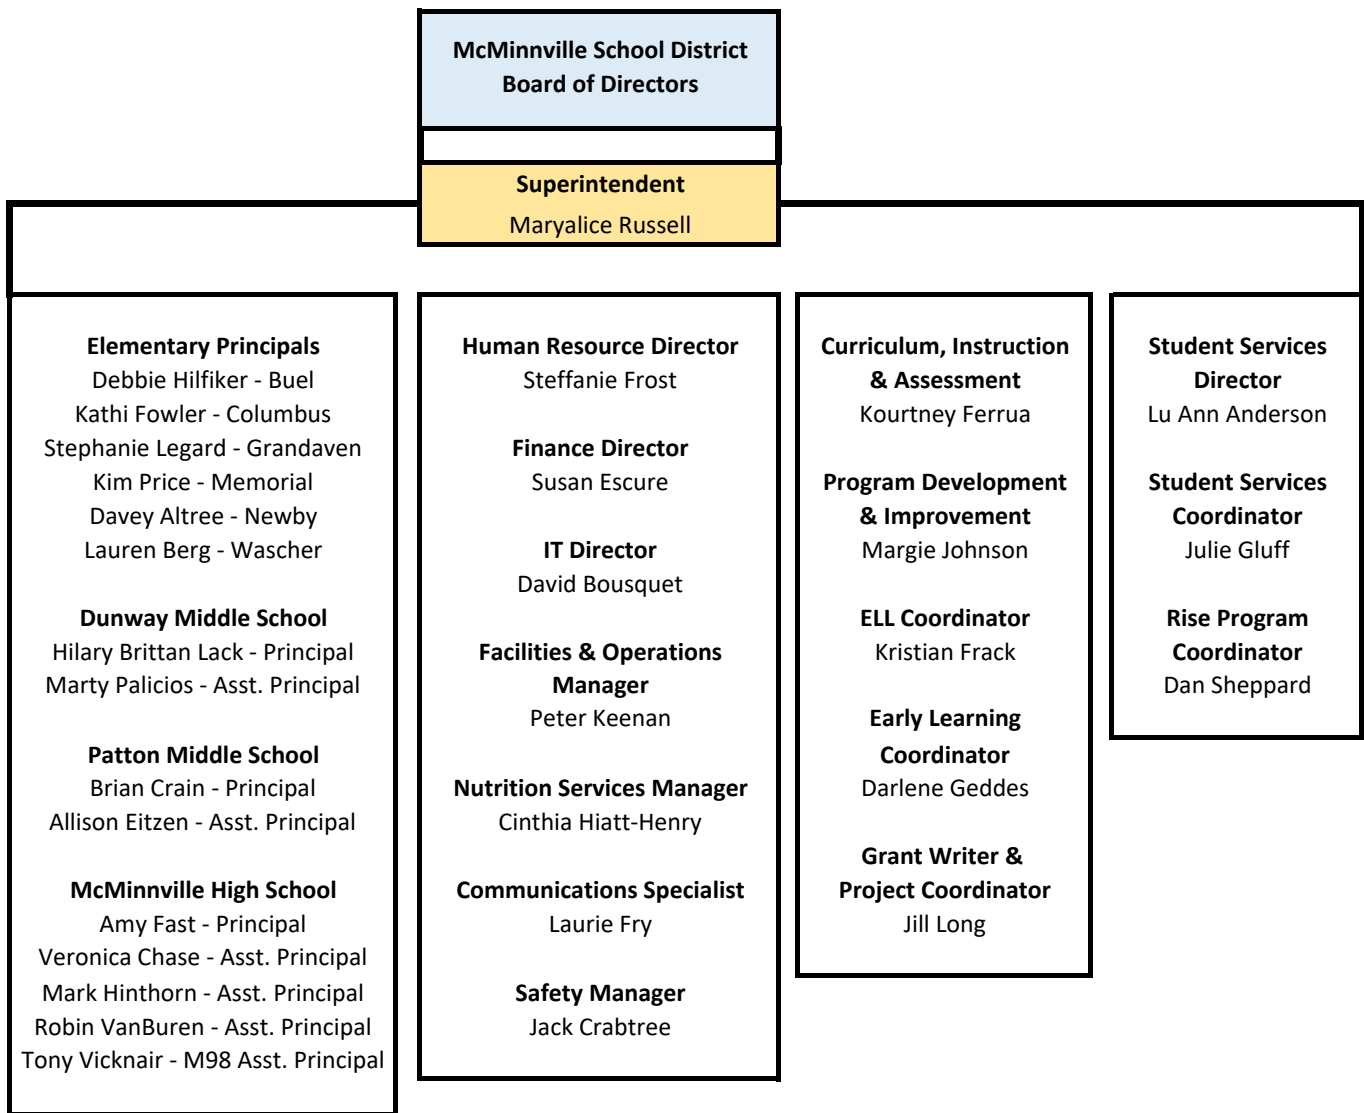 McMinnville School District
Board of Directors
Superintendent
Maryalice Russell
Elementary Principals
Debbie Hilfiker - Buel
Kathi Fowler - Columbus
Stephanie Legard - Grandaven
Kim Price - Memorial
Davey Altree - Newby
Lauren Berg - Wascher
Dunway Middle School
Hilary Brittan Lack - Principal
Marty Palicios - Asst. Principal
Patton Middle School
Brian Crain - Principal
Allison Eitzen - Asst. Principal
McMinnville High School
Amy Fast - Principal
Veronica Chase - Asst. Principal
Mark Hinthorn - Asst. Principal
Robin VanBuren - Asst. Principal
Tony Vicknair - M98 Asst. Principal
Human Resource Director
Steffanie Frost
Finance Director
Susan Escure
IT Director
David Bousquet
Facilities & Operations
Manager
Peter Keenan
Nutrition Services Manager
Cinthia Hiatt-Henry
Communications Specialist
Laurie Fry
Safety Manager
Jack Crabtree
Curriculum, Instruction
& Assessment
Kourtney Ferrua
Program Development
& Improvement
Margie Johnson
ELL Coordinator
Kristian Frack
Early Learning
Coordinator
Darlene Geddes
Grant Writer &
Project Coordinator
Jill Long
Student Services
Director
Lu Ann Anderson
Student Services
Coordinator
Julie Gluff
Rise Program
Coordinator
Dan Sheppard